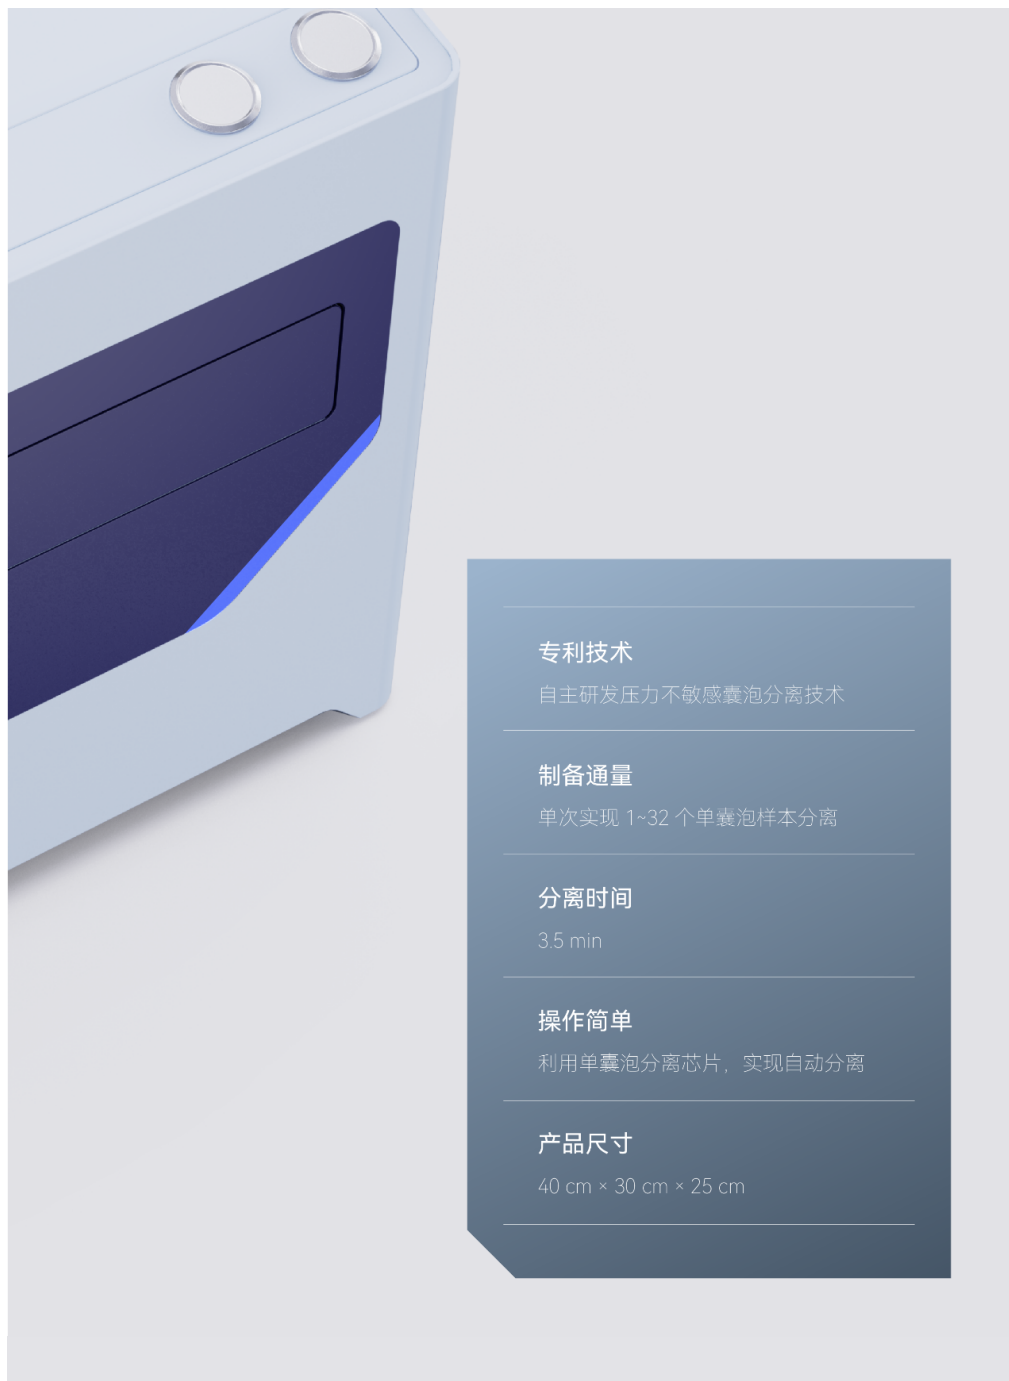 专利技术
自主研发压力不敏感囊泡分离技术
制备通量
单次实现 1~32 个单囊泡样本分离
分离时间
3.5 min
操作简单
利用单囊泡分离芯片，实现自动分离
产品尺寸
40 cm × 30 cm × 25 cm